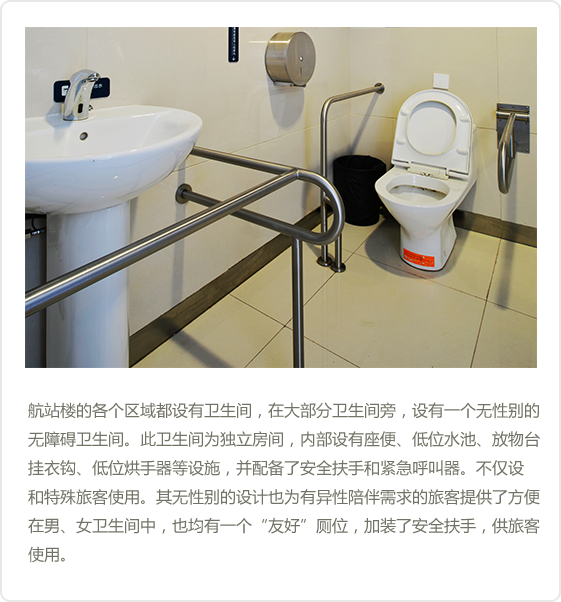 航站楼的各个区域都设有卫生间，在大部分卫生间旁，设有一个无性别的
无障碍卫生间。此卫生间为独立房间，内部设有座便、低位水池、放物台
挂衣钩、低位烘手器等设施，并配备了安全扶手和紧急呼叫器。不仅设
和特殊旅客使用。其无性别的设计也为有异性陪伴需求的旅客提供了方便
在男、女卫生间中，也均有一个“友好”厕位，加装了安全扶手，供旅客
使用。